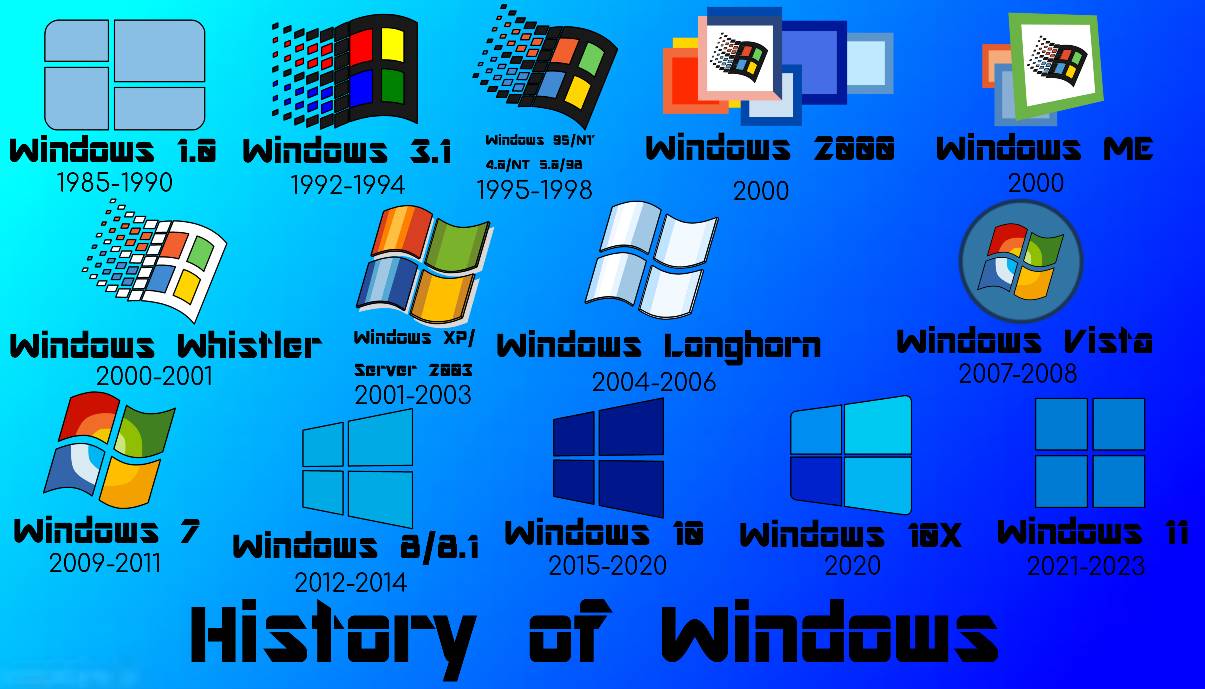 Windows 1.0
1985-1990
Windows 3.1
1992-1994
Windows 95/NT
4.0/NT 5.0/98
1995-1998
Windows 2000
2000
Windows ME
2000
Windows Whistler
2000-2001
Windows XP/
Server 2003
2001-2003
Windows Longhorn
2004-2006
Windows Vista
2007-2008
Windows 7
2009-2011
Windows 8/8.1
2012-2014
Windows 10
2015-2020
Windows 10X
2020
Windows 11
2021-2023
History of Windows